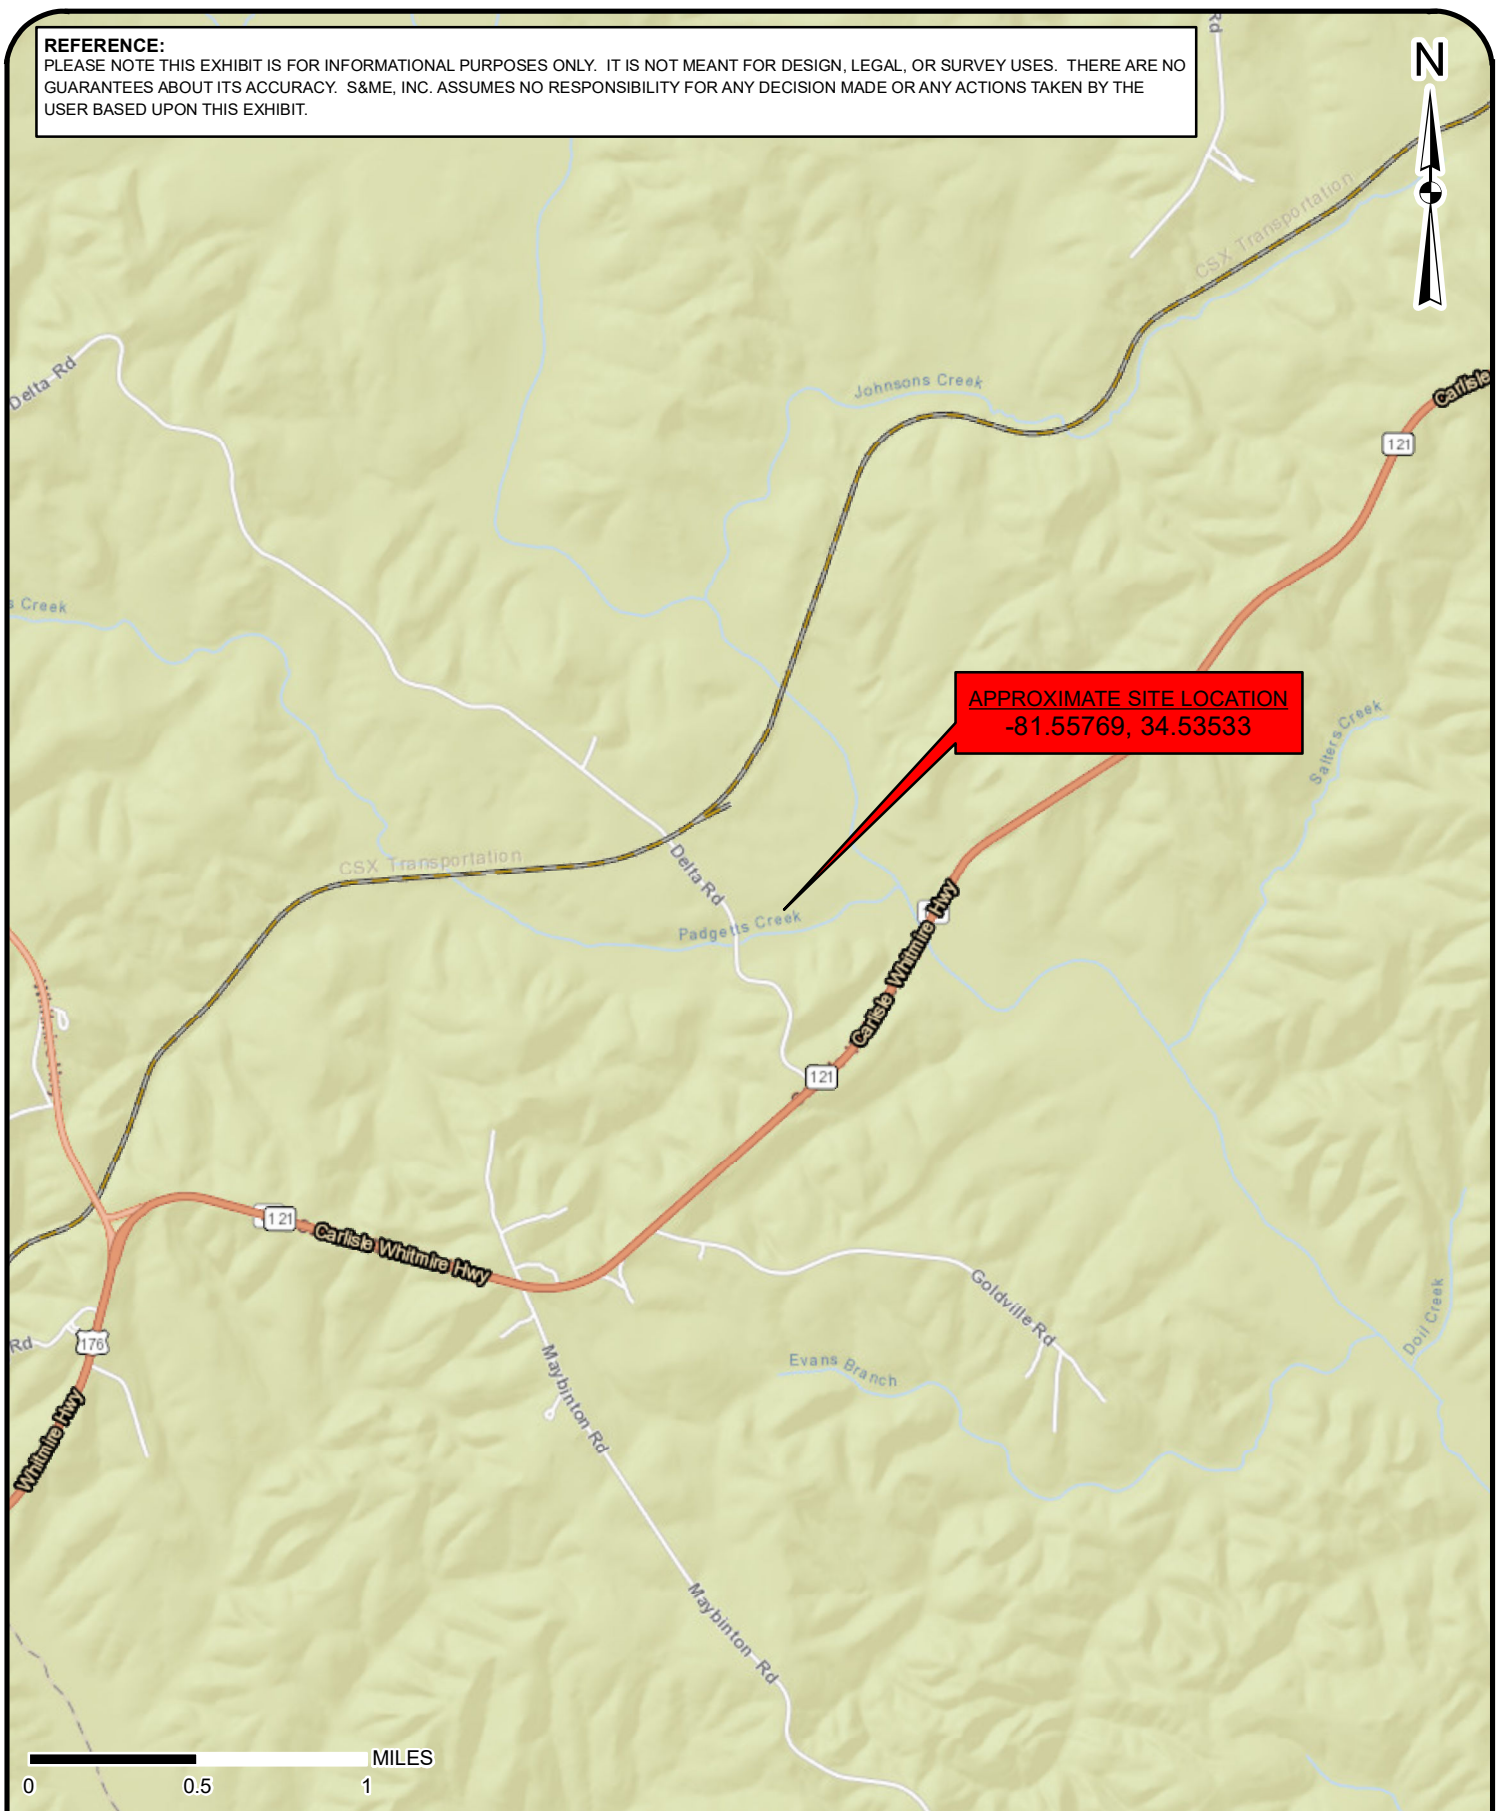 REFERENCE:
PLEASE NOTE THIS EXHIBIT IS FOR INFORMATIONAL PURPOSES ONLY. IT IS NOT MEANT FOR DESIGN, LEGAL, OR SURVEY USES. THERE ARE NO
GUARANTEES ABOUT ITS ACCURACY. S&ME, INC. ASSUMES NO RESPONSIBILITY FOR ANY DECISION MADE OR ANY ACTIONS TAKEN BY THE
USER BASED UPON THIS EXHIBIT.
Rd
N
CSX Transportation
Delta Rd
Johnsons Creek
Carlisle
121
Creek
APPROXIMATE SITE LOCATION
-81.55769, 34.53533
Salters Creek
CSX Transportation
Delta Rd
Padgetts Creek
Carlisle Whitmire Hwy
121
121
Carlisle Whitmire Hwy
Goldville Rd
Doil Creek
Rd
176
Evans Branch
Maybinton Rd
Whitmire Hwy
Maybinton Rd
MILES
0 0.5 1